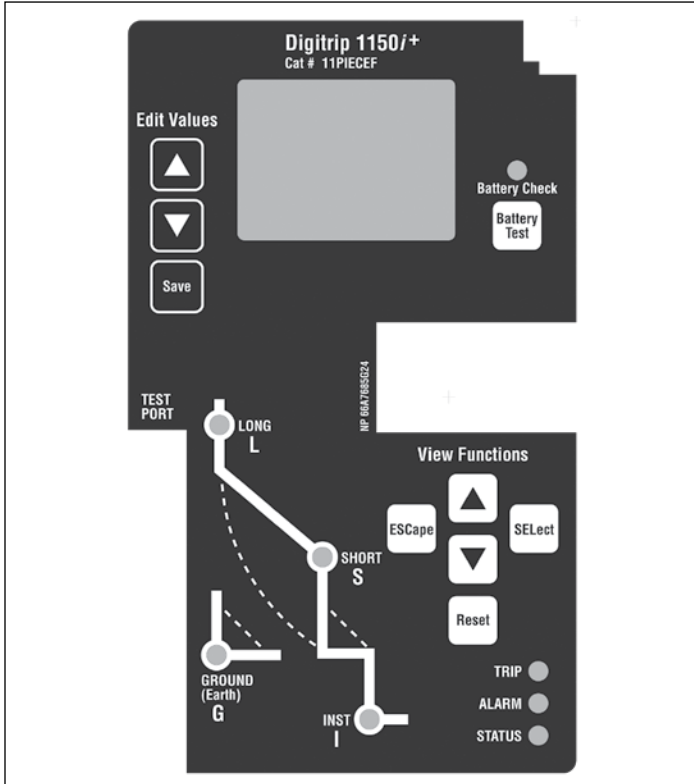 Digitrip 1150i+
Cat # 11PIECEF
Edit Values
Save
Battery Check
Battery
Test
NP 66A7685G24
TEST
PORT
LONG
L
SHORT
S
GROUND
(Earth)
G
INST
I
View Functions
ESCape
SELect
Reset
TRIP
ALARM
STATUS